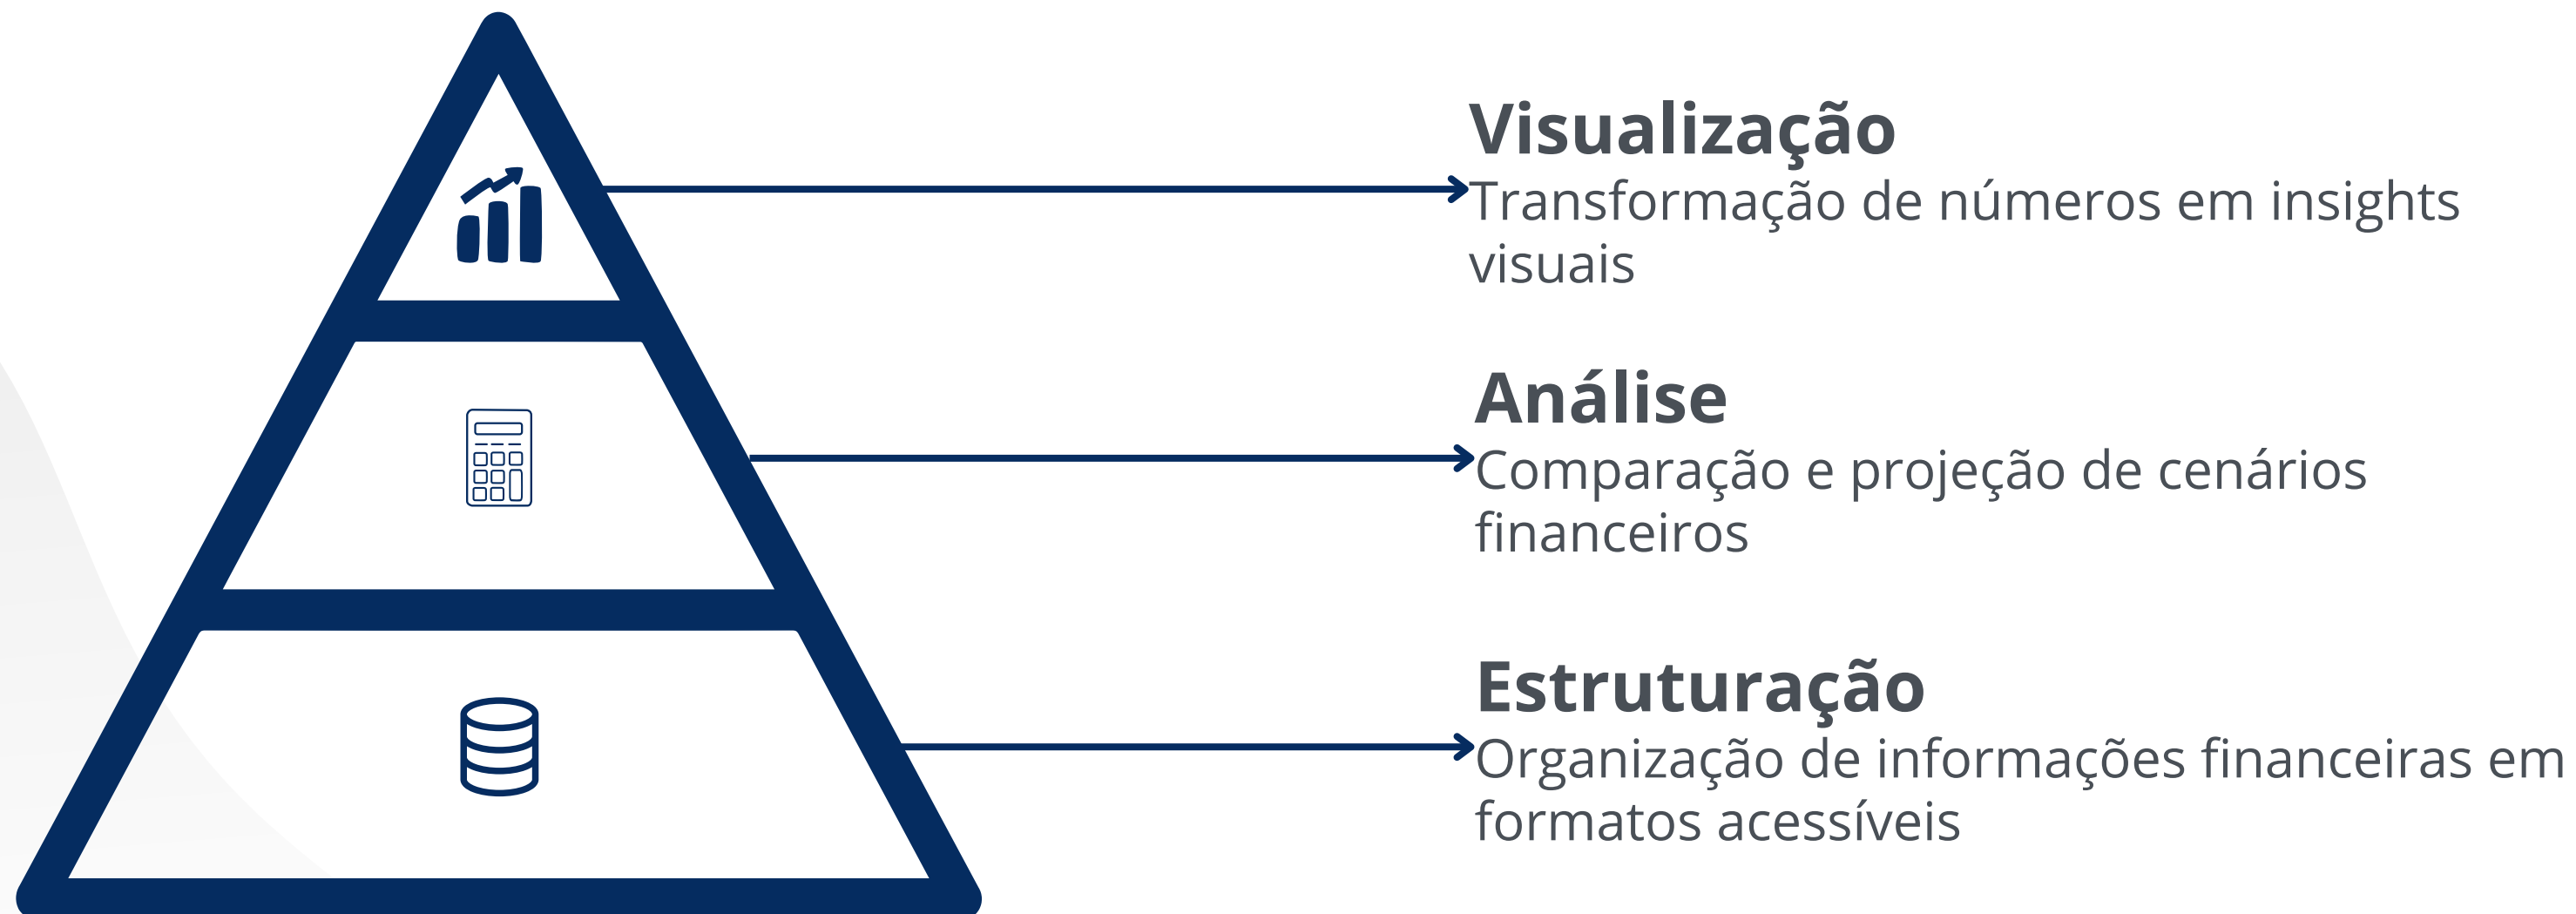 Visualização
Transformação de números em insights
visuais
Análise
Comparação e projeção de cenários
financeiros
Estruturação
Organização de informações financeiras em
formatos acessíveis